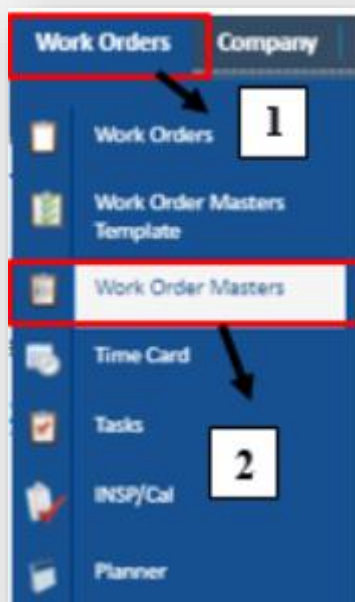 Work Orders Company
1
Work Orders
Work Order Masters
Template
Work Order Masters
Time Card
Tasks
2
INSP/Cal
Planner